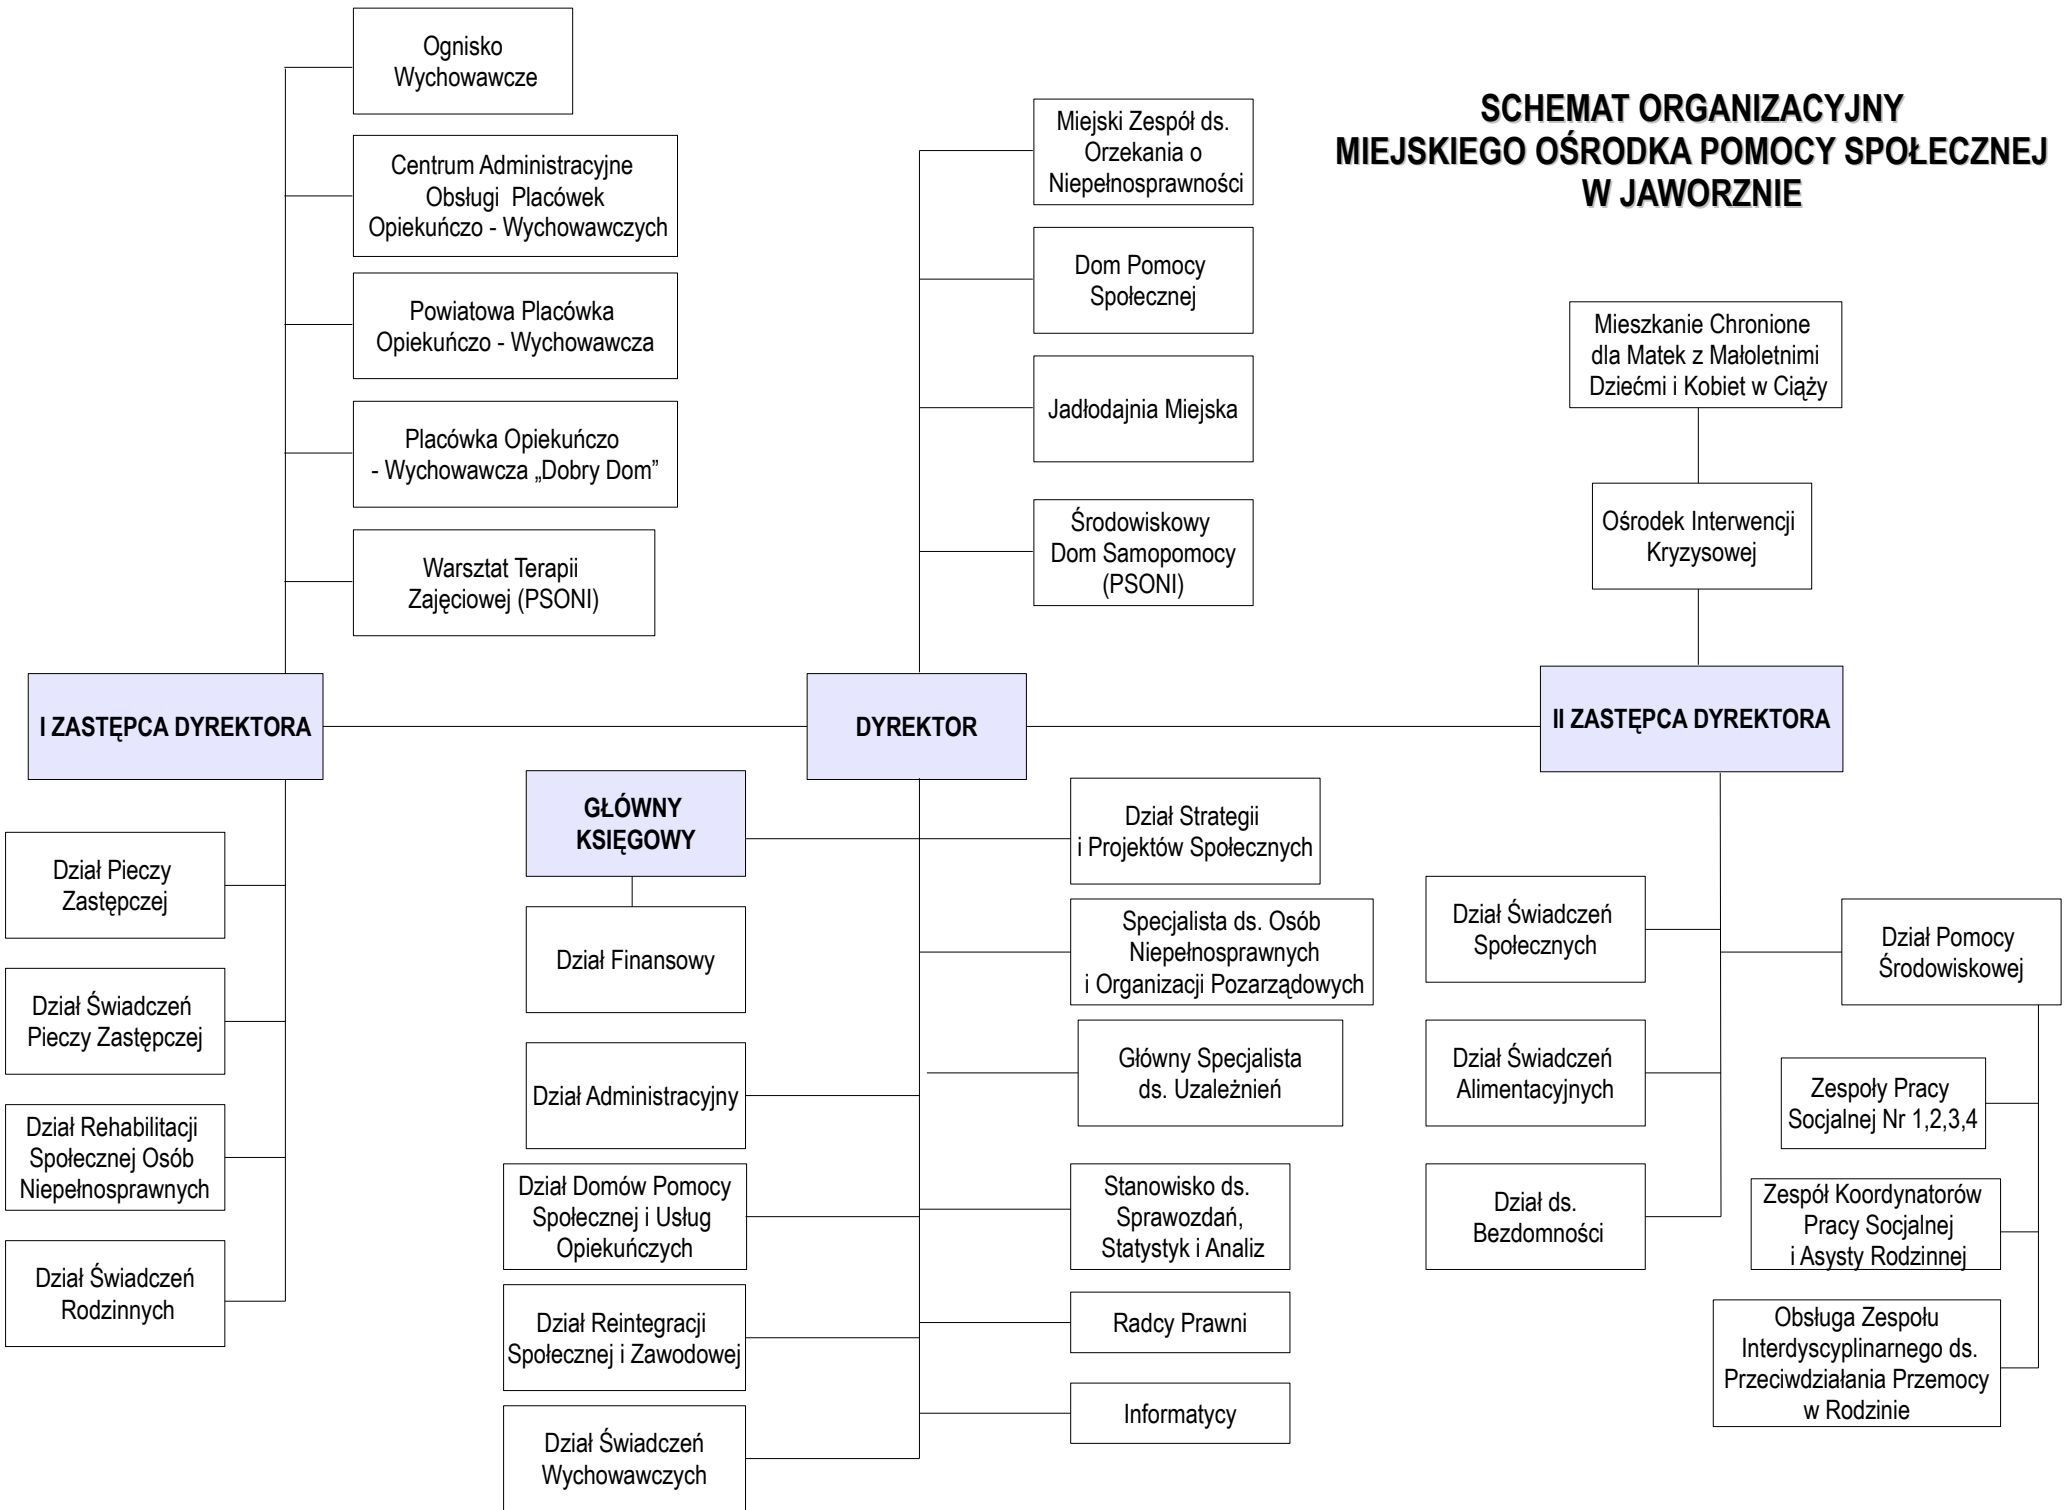 SCHEMAT ORGANIZACYJNY
MIEJSKIEGO OŚRODKA POMOCY SPOŁECZNEJ
W JAWORZNIE
Ognisko
Wychowawcze
Centrum Administracyjne
Obsługi Placówek
Opiekuńczo - Wychowawczych
Powiatowa Placówka
Opiekuńczo - Wychowawcza
Placówka Opiekuńczo
- Wychowawcza „Dobry Dom”
Warsztat Terapii
Zajęciowej (PSONI)
Miejski Zespół ds.
Orzekania o
Niepełnosprawności
Dom Pomocy
Społecznej
Jadłodajnia Miejska
Środowiskowy
Dom Samopomocy
(PSONI)
Mieszkanie Chronione
dla Matek z Małoletnimi
Dziećmi i Kobiet w Ciąży
Ośrodek Interwencji
Kryzysowej
I ZASTĘPCA DYREKTORA
DYREKTOR
II ZASTĘPCA DYREKTORA
Dział Pieczy
Zastępczej
Dział Świadczeń
Pieczy Zastępczej
Dział Rehabilitacji
Społecznej Osób
Niepełnosprawnych
Dział Świadczeń
Rodzinnych
GŁÓWNY
KSIĘGOWY
Dział Finansowy
Dział Administracyjny
Dział Domów Pomocy
Społecznej i Usług
Opiekuńczych
Dział Reintegracji
Społecznej i Zawodowej
Dział Świadczeń
Wychowawczych
Dział Strategii
i Projektów Społecznych
Specjalista ds. Osób
Niepełnosprawnych
i Organizacji Pozarządowych
Główny Specjalista
ds. Uzależnień
Stanowisko ds.
Sprawozdań,
Statystyk i Analiz
Radcy Prawni
Informatycy
Dział Świadczeń
Społecznych
Dział Świadczeń
Alimentacyjnych
Dział ds.
Bezdomności
Dział Pomocy
Środowiskowej
Zespoły Pracy
Socjalnej Nr 1,2,3,4
Zespół Koordynatorów
Pracy Socjalnej
i Asysty Rodzinnej
Obsługa Zespołu
Interdyscyplinarnego ds.
Przeciwdziałania Przemocy
w Rodzinie